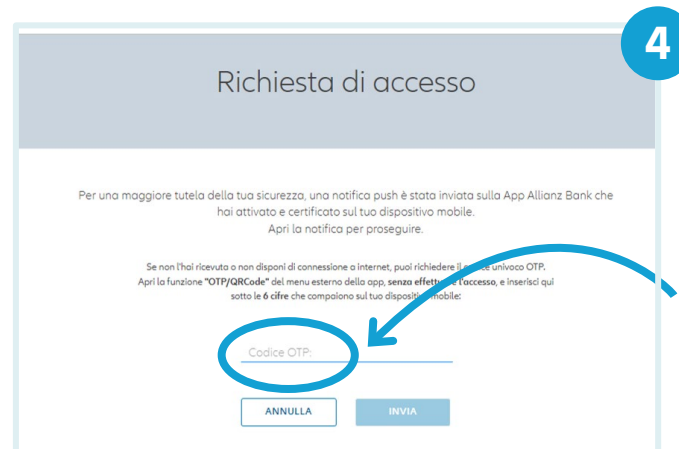 4
Richiesta di accesso
Per una maggiore tutela della tua sicurezza, una notifica push è stata inviata sulla App Allianz Bank che
hai attivato e certificato sul tuo dispositivo mobile.
Apri la notifica per proseguire.
Se non l'hai ricevuta o non disponi di connessione a internet, puoi richiedere il codice univoco OTP.
Apri la funzione "OTP/QRCode" del menu esterno della app, senza effettuare l'accesso, e inserisci qui
sotto le 6 cifre che compaiono sul tuo dispositivo mobile:
Codice OTP:
ANNULLA
INVIA